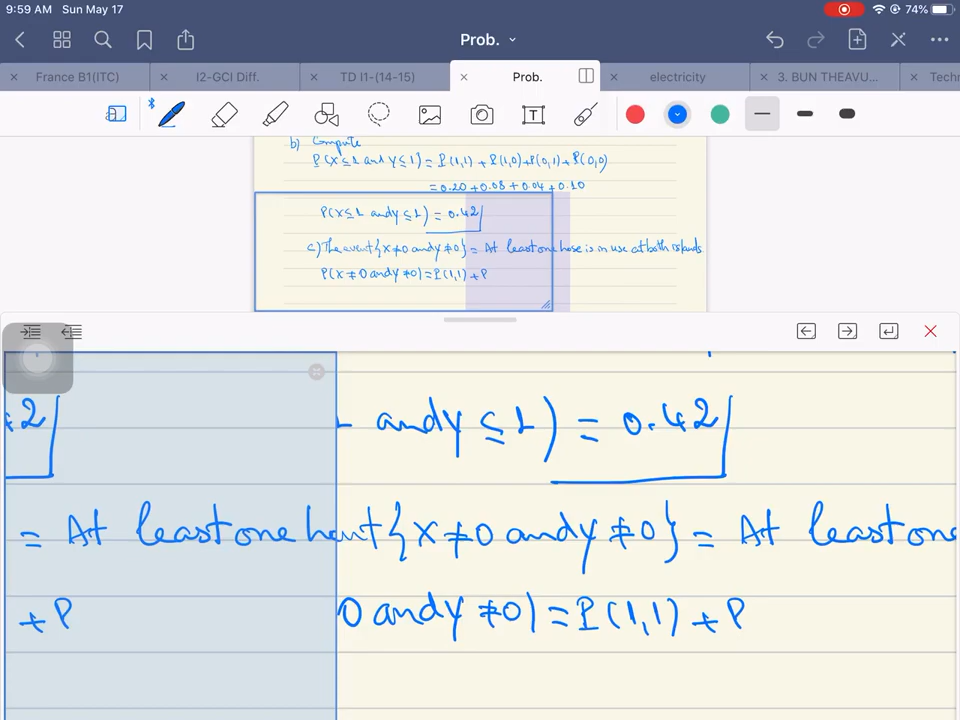 9:59 AM Sun May 17
74%
Prob.
France B1(ITC)
I2-GCI Diff.
TD I1-(14-15)
Prob.
electricity
3. BUN THEAVU...
Techn
b) Compute
P(X≤1 and Y≤1) = P(1,1) + P(1,0)+P(0,1)+P(0,0)
= 0.20 + 0.08 + 0.04 + 0.10
P(X≤1 and y≤1) = 0.42
c) The event {X≠0 and y≠0} = At least one hose is in use at both islands.
P(X≠0 and y≠0) = P(1,1) + P
42
and y ≤ 1) = 0.42
= At least one h
ent {X≠0 and y≠0} = At least one
+ P
0 and y≠0) = P(1,1) + P